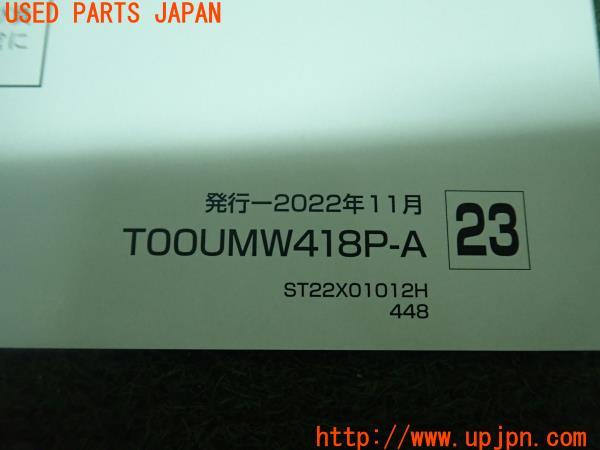 USED PARTS JAPAN
に
発行ー2022年11月
T00UMW418P-A
23
ST22X01012H
448
http://www.upjpn.com